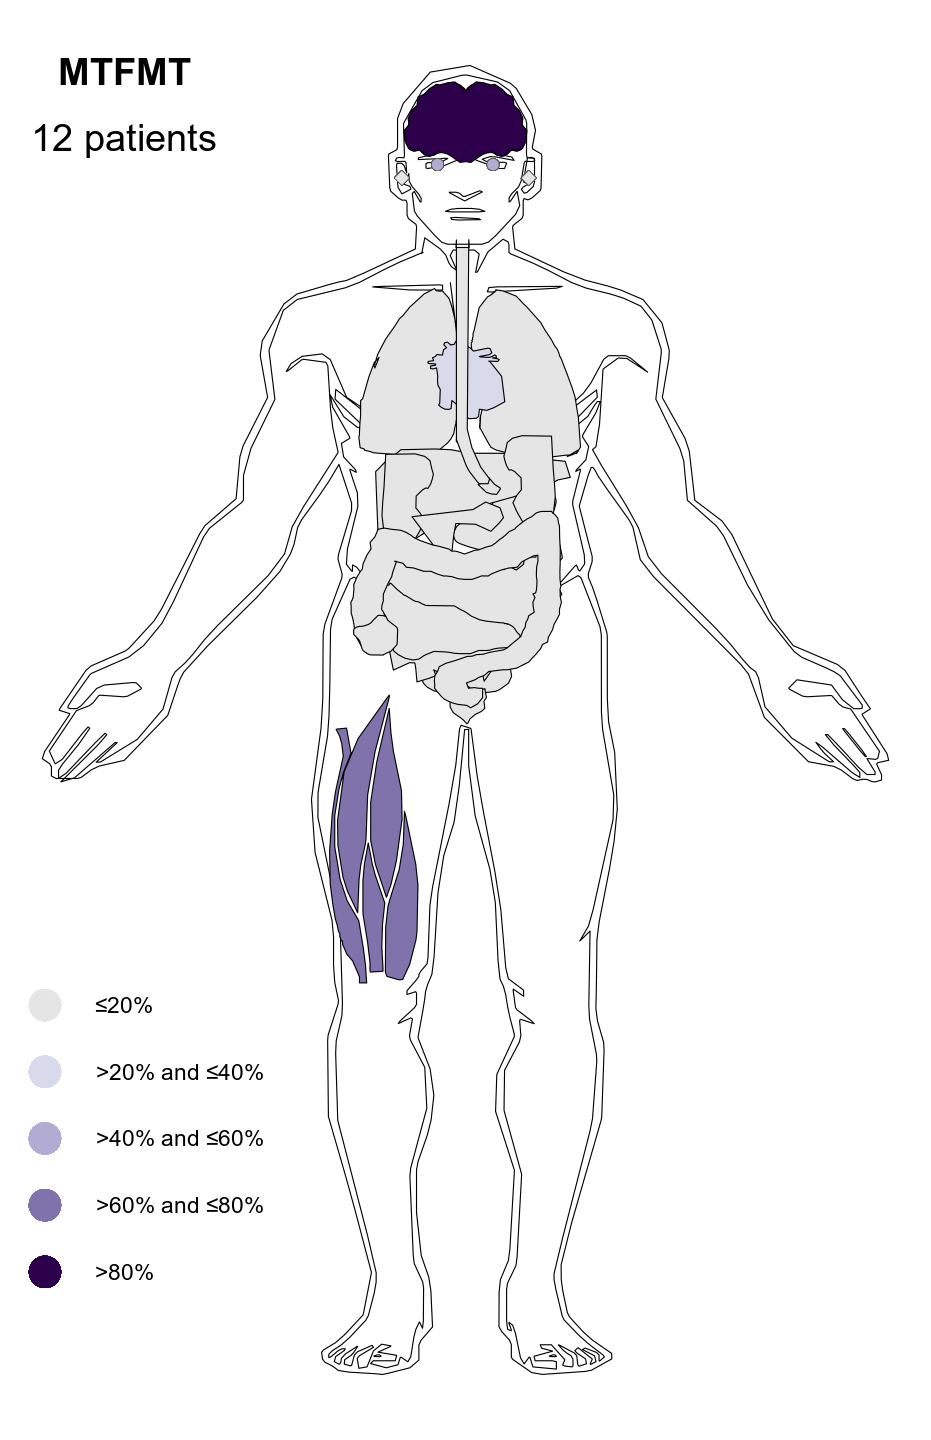 MTFMT
12 patients
≤20%
>20% and ≤40%
>40% and ≤60%
>60% and ≤80%
>80%